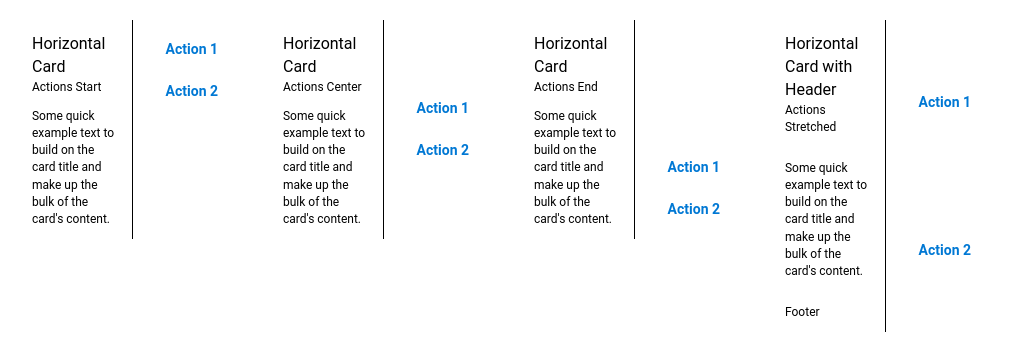 Horizontal
Card
Actions Start
Some quick
example text to
build on the
card title and
make up the
bulk of the
card's content.
Action 1
Action 2
Horizontal
Card
Actions Center
Some quick
example text to
build on the
card title and
make up the
bulk of the
card's content.
Action 1
Action 2
Horizontal
Card
Actions End
Some quick
example text to
build on the
card title and
make up the
bulk of the
card's content.
Action 1
Action 2
Horizontal
Card with
Header
Actions
Stretched
Some quick
example text to
build on the
card title and
make up the
bulk of the
card's content.
Footer
Action 1
Action 2